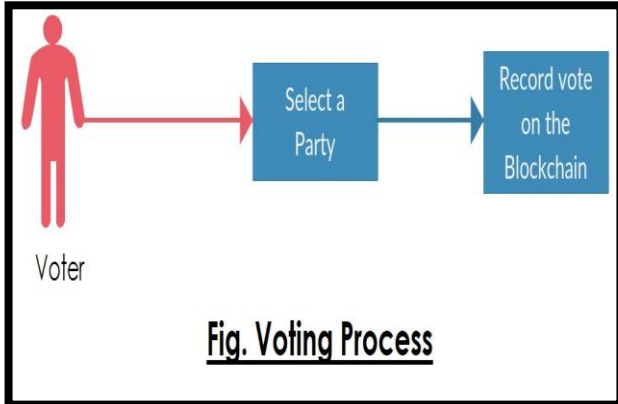 Select a
Party
Record vote
on the
Blockchain
Voter
Fig. Voting Process